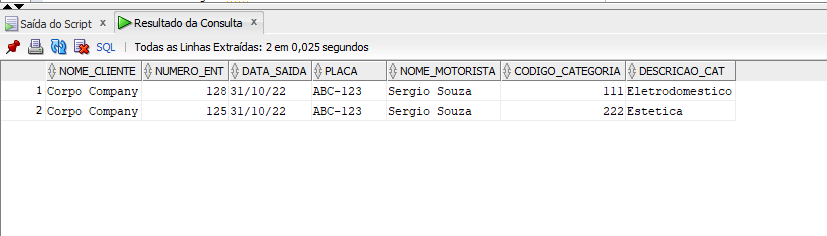 Saída do Script x Resultado da Consulta x
SQL | Todas as Linhas Extraídas: 2 em 0,025 segundos
NOME_CLIENTE NUMERO_ENT DATA_SAIDA PLACA NOME_MOTORISTA CODIGO_CATEGORIA DESCRICAO_CAT
1 Corpo Company 128 31/10/22 ABC-123 Sergio Souza 111 Eletrodomestico
2 Corpo Company 125 31/10/22 ABC-123 Sergio Souza 222 Estetica